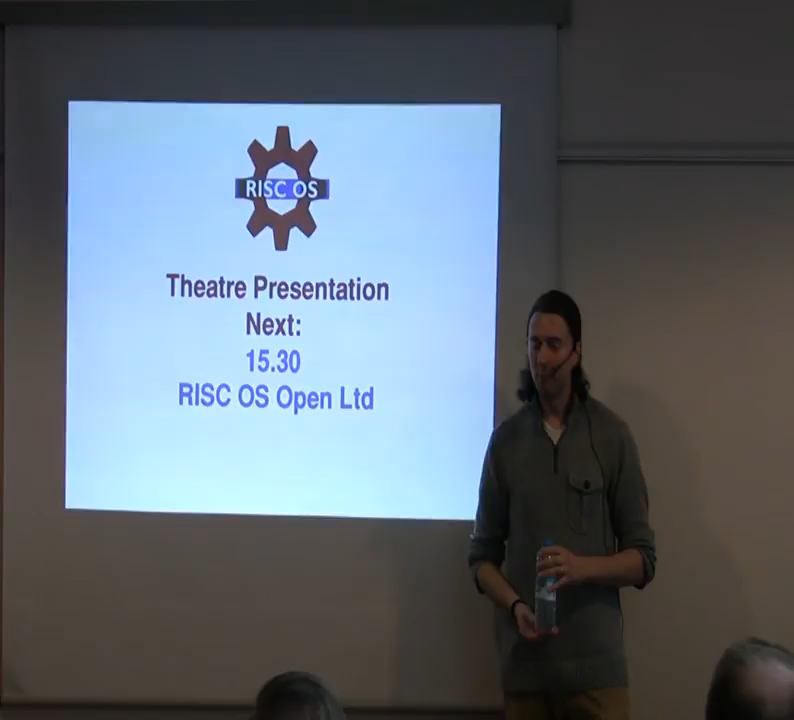 RISC OS
Theatre Presentation
Next:
15.30
RISC OS Open Ltd